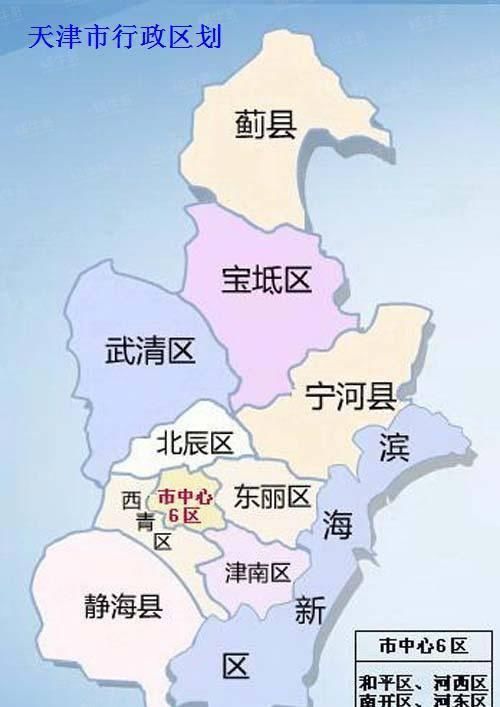 天津市行政区划
蓟县
宝坻区
武清区
宁河县
北辰区
滨海新区
西青区
市中心
6区
东丽区
津南区
静海县
市中心6区
和平区、河西区
南开区、河东区